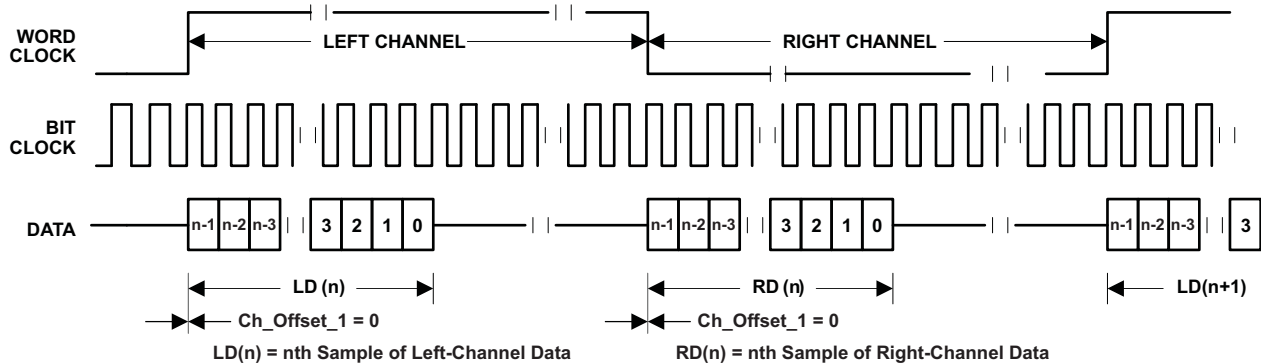 WORD
CLOCK
LEFT CHANNEL
RIGHT CHANNEL
BIT
CLOCK
DATA
n-1 n-2 n-3 3 2 1 0 n-1 n-2 n-3 3 2 1 0 n-1 n-2 n-3 3
LD (n) RD (n) LD(n+1)
Ch_Offset_1 = 0 Ch_Offset_1 = 0
LD(n) = nth Sample of Left-Channel Data RD(n) = nth Sample of Right-Channel Data